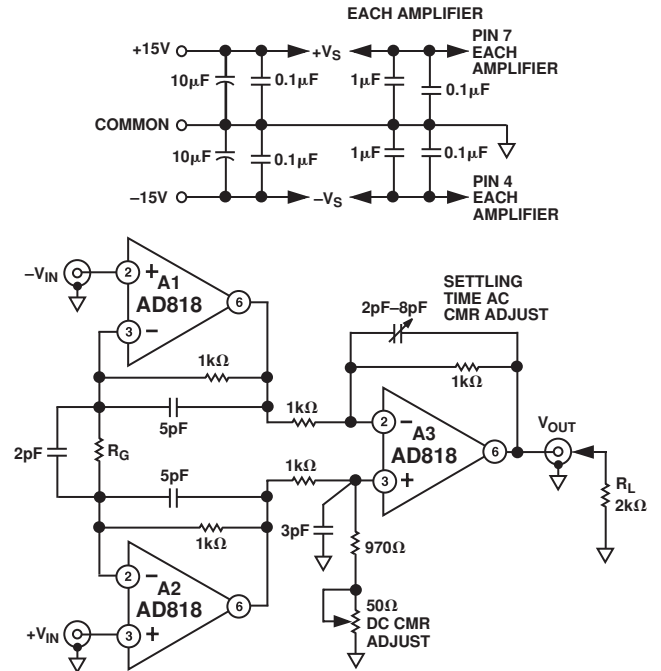 EACH AMPLIFIER
+15V
+VS
PIN 7
EACH
AMPLIFIER
10µF
0.1µF
1µF
0.1µF
COMMON
10µF
0.1µF
1µF
0.1µF
–15V
–VS
PIN 4
EACH
AMPLIFIER
–VIN
2
+
A1
AD818
6
3
–
SETTLING
TIME AC
CMR ADJUST
2pF–8pF
1kΩ
1kΩ
5pF
1kΩ
2
–
A3
AD818
6
VOUT
2pF
RG
5pF
1kΩ
3
+
RL
2kΩ
1kΩ
3pF
970Ω
2
–
A2
AD818
6
50Ω
DC CMR
ADJUST
+VIN
3
+